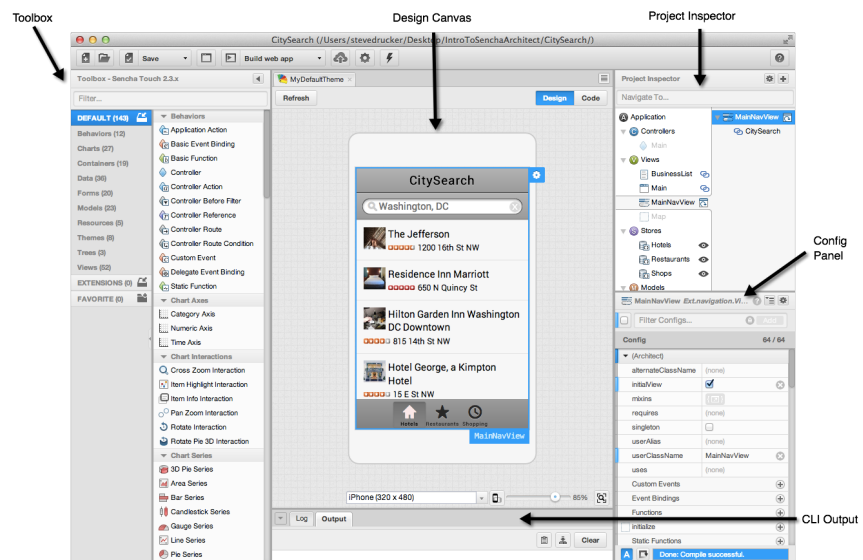 Toolbox
Design Canvas
Project Inspector
CitySearch (/Users/stevedrucker/Desktop/IntroToSenchaArchitect/CitySearch/)
Save
Build web app
Toolbox - Sencha Touch 2.3.x
Filter...
DEFAULT (143)
Behaviors (12)
Charts (27)
Containers (19)
Data (36)
Forms (20)
Models (23)
Resources (5)
Themes (8)
Trees (3)
Views (52)
EXTENSIONS (0)
FAVORITE (0)
Behaviors
Application Action
Basic Event Binding
Basic Function
Controller
Controller Action
Controller Before Filter
Controller Reference
Controller Route
Controller Route Condition
Custom Event
Delegate Event Binding
Static Function
Chart Axes
Category Axis
Numeric Axis
Time Axis
Chart Interactions
Cross Zoom Interaction
Item Highlight Interaction
Item Info Interaction
Pan Zoom Interaction
Rotate Interaction
Rotate Pie 3D Interaction
Chart Series
3D Pie Series
Area Series
Bar Series
Candlestick Series
Gauge Series
Line Series
Pie Series
MyDefaultTheme
Refresh
Design
Code
CitySearch
Washington, DC
The Jefferson
1200 16th St NW
Residence Inn Marriott
650 N Quincy St
Hilton Garden Inn Washington
DC Downtown
815 14th St NW
Hotel George, a Kimpton
Hotel
15 E St NW
Hotels
Restaurants
Shopping
MainNavView
iPhone (320 x 480)
85%
Log
Output
Clear
Project Inspector
Navigate To...
Application
Controllers
Main
Views
BusinessList
Main
MainNavView
Map
Stores
Hotels
Restaurants
Shops
Models
MainNavView
CitySearch
Config
Panel
MainNavView Ext.navigation.Vi...
Filter Configs...
Add
Config
64 / 64
(Architect)
alternateClassName
(none)
initialView
mixins
requires
(none)
singleton
userAlias
(none)
userClassName
MainNavView
uses
(none)
Custom Events
Event Bindings
Functions
initialize
Static Functions
A
Done: Compile successful.
CLI Output